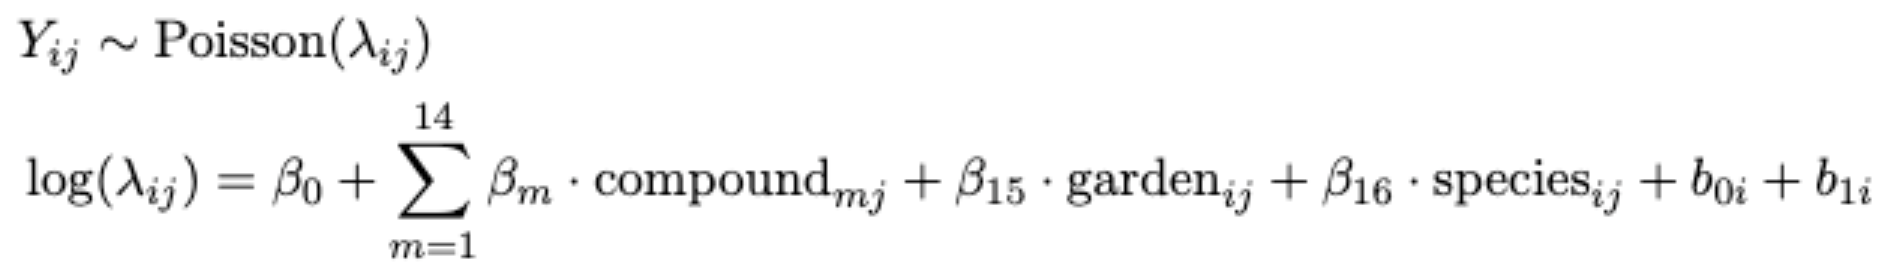 Y_{ij} ∼ Poisson(λ_{ij})
log(λ_{ij}) = β_0 + ∑_{m=1}^{14} β_m · compound_{mj} + β_{15} · garden_{ij} + β_{16} · species_{ij} + b_{0i} + b_{1i}